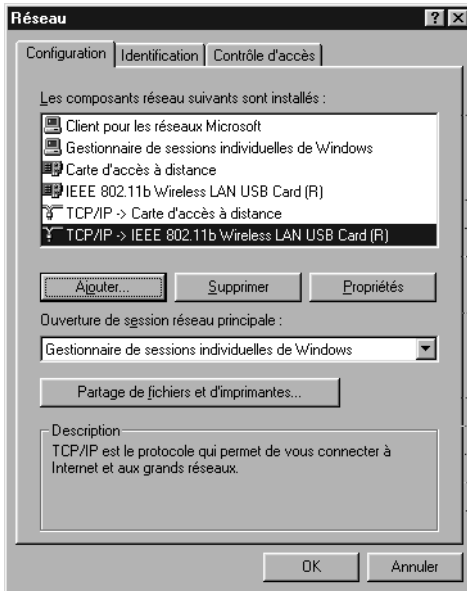 Réseau
Configuration Identification Contrôle d'accès
Les composants réseau suivants sont installés :
Client pour les réseaux Microsoft
Gestionnaire de sessions individuelles de Windows
Carte d'accès à distance
IEEE 802.11b Wireless LAN USB Card (R)
TCP/IP -> Carte d'accès à distance
TCP/IP -> IEEE 802.11b Wireless LAN USB Card (R)
Ajouter... Supprimer Propriétés
Ouverture de session réseau principale :
Gestionnaire de sessions individuelles de Windows
Partage de fichiers et d'imprimantes...
Description
TCP/IP est le protocole qui permet de vous connecter à
Internet et aux grands réseaux.
OK Annuler